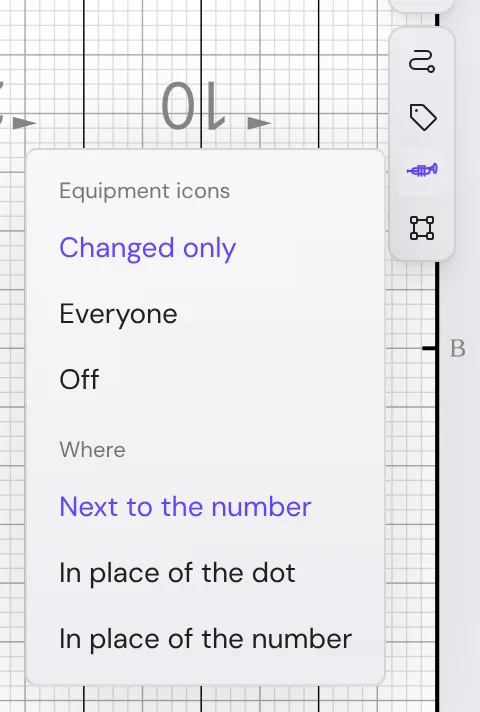 10
Equipment icons
Changed only
Everyone
Off
B
Where
Next to the number
In place of the dot
In place of the number